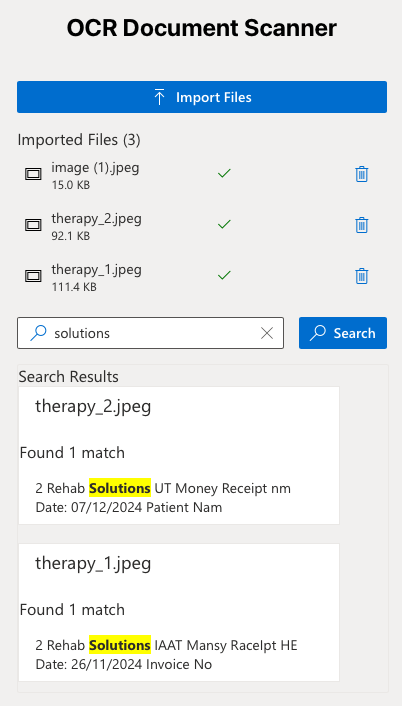 OCR Document Scanner
Import Files
Imported Files (3)
image (1).jpeg
15.0 KB
therapy_2.jpeg
92.1 KB
therapy_1.jpeg
111.4 KB
solutions
Search
Search Results
therapy_2.jpeg
Found 1 match
2 Rehab Solutions UT Money Receipt nm
Date: 07/12/2024 Patient Nam
therapy_1.jpeg
Found 1 match
2 Rehab Solutions IAAT Mansy Racelpt HE
Date: 26/11/2024 Invoice No